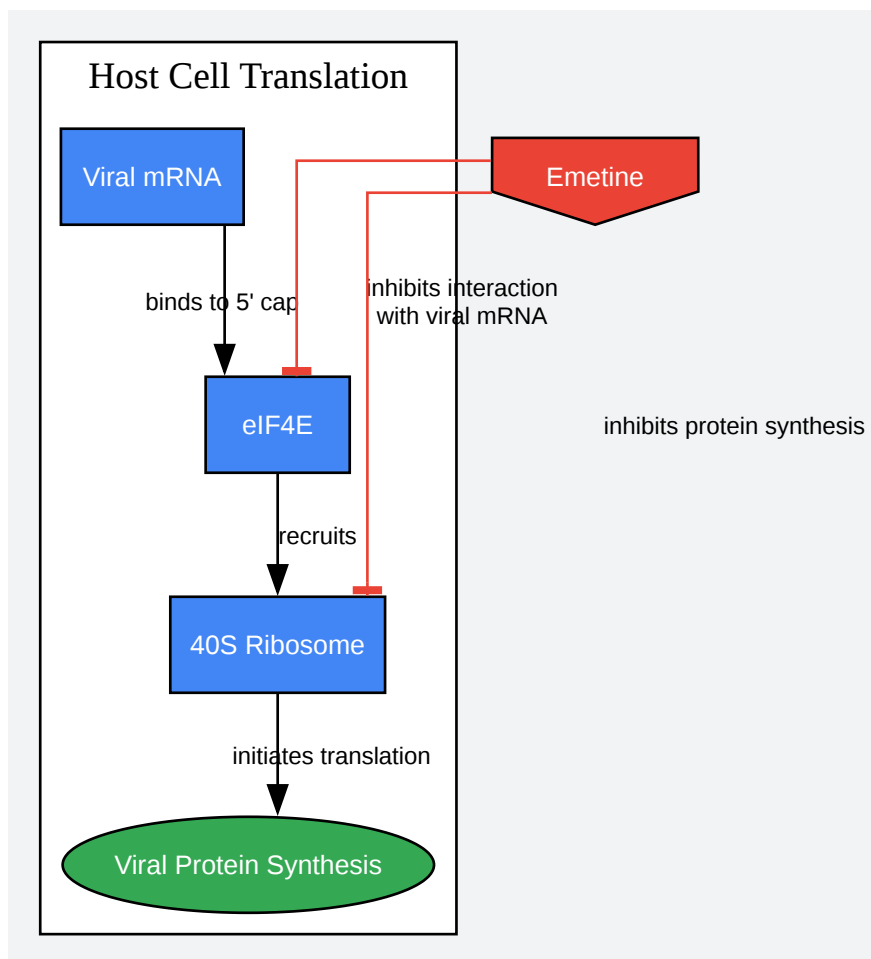 Host Cell Translation
Viral mRNA
Emetine
binds to 5' cap
inhibits interaction
with viral mRNA
eIF4E
inhibits protein synthesis
recruits
40S Ribosome
initiates translation
Viral Protein Synthesis